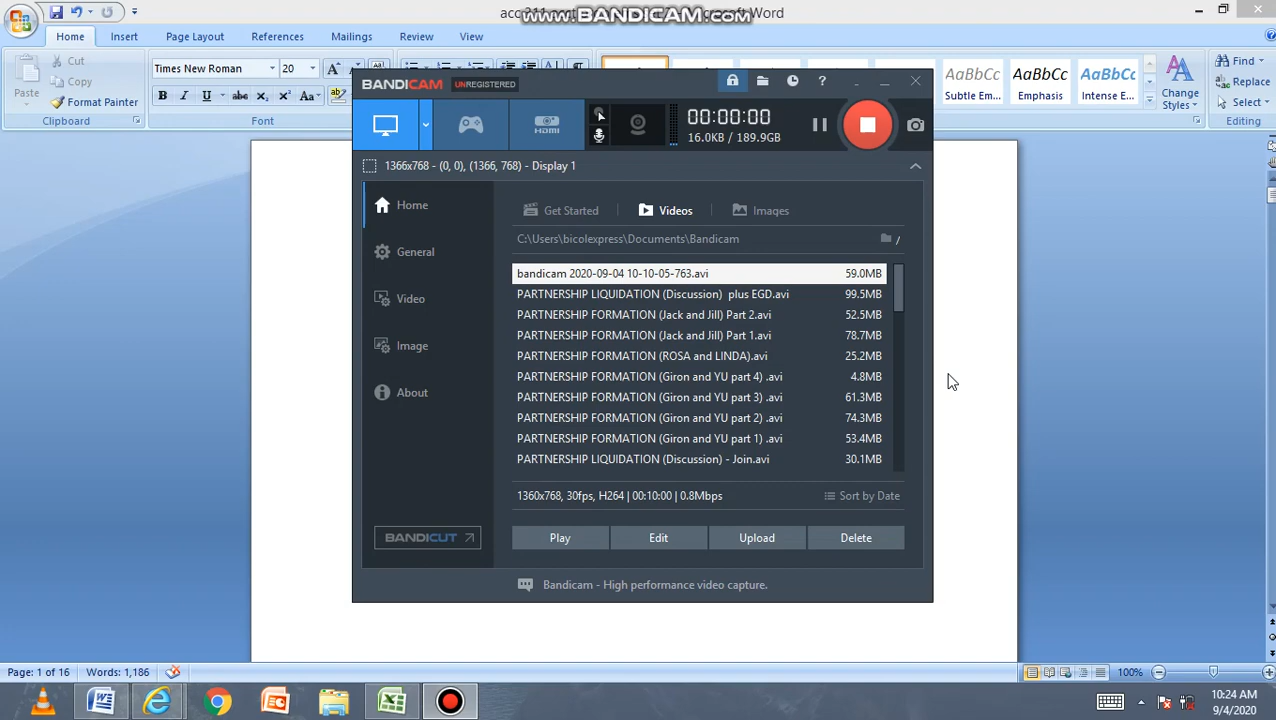 www.BANDICAM.com
Microsoft Word
Home Insert Page Layout References Mailings Review View
Paste
Cut
Copy
Format Painter
Clipboard
Times New Roman 20
B I U abc x₂ x² Aa
Font
AaBbCc AaBbCc AaBbCc
Subtle Em... Emphasis Intense E...
Change Styles
Find
Replace
Select
Editing
BANDICAM UNREGISTERED
HDMI
00:00:00
16.0KB / 189.9GB
1366x768 - (0, 0), (1366, 768) - Display 1
Home
General
Video
Image
About
BANDICUT
Get Started Videos Images
C:\Users\bicolexpress\Documents\Bandicam
bandicam 2020-09-04 10-10-05-763.avi 59.0MB
PARTNERSHIP LIQUIDATION (Discussion) plus EGD.avi 99.5MB
PARTNERSHIP FORMATION (Jack and Jill) Part 2.avi 52.5MB
PARTNERSHIP FORMATION (Jack and Jill) Part 1.avi 78.7MB
PARTNERSHIP FORMATION (ROSA and LINDA).avi 25.2MB
PARTNERSHIP FORMATION (Giron and YU part 4) .avi 4.8MB
PARTNERSHIP FORMATION (Giron and YU part 3) .avi 61.3MB
PARTNERSHIP FORMATION (Giron and YU part 2) .avi 74.3MB
PARTNERSHIP FORMATION (Giron and YU part 1) .avi 53.4MB
PARTNERSHIP LIQUIDATION (Discussion) - Join.avi 30.1MB
1360x768, 30fps, H264 | 00:10:00 | 0.8Mbps Sort by Date
Play Edit Upload Delete
Bandicam - High performance video capture.
Page: 1 of 16 Words: 1,186 100%
10:24 AM
9/4/2020